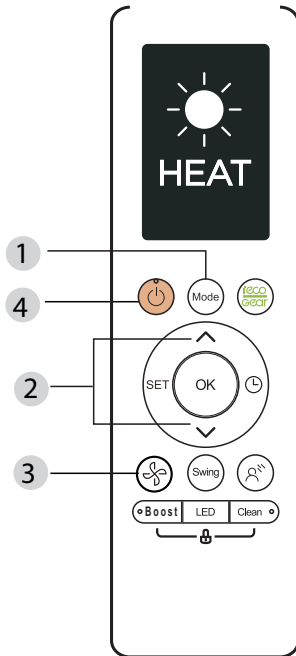 HEAT
1
4
Mode
eco
Gear
2
SET
OK
3
Swing
Boost
LED
Clean